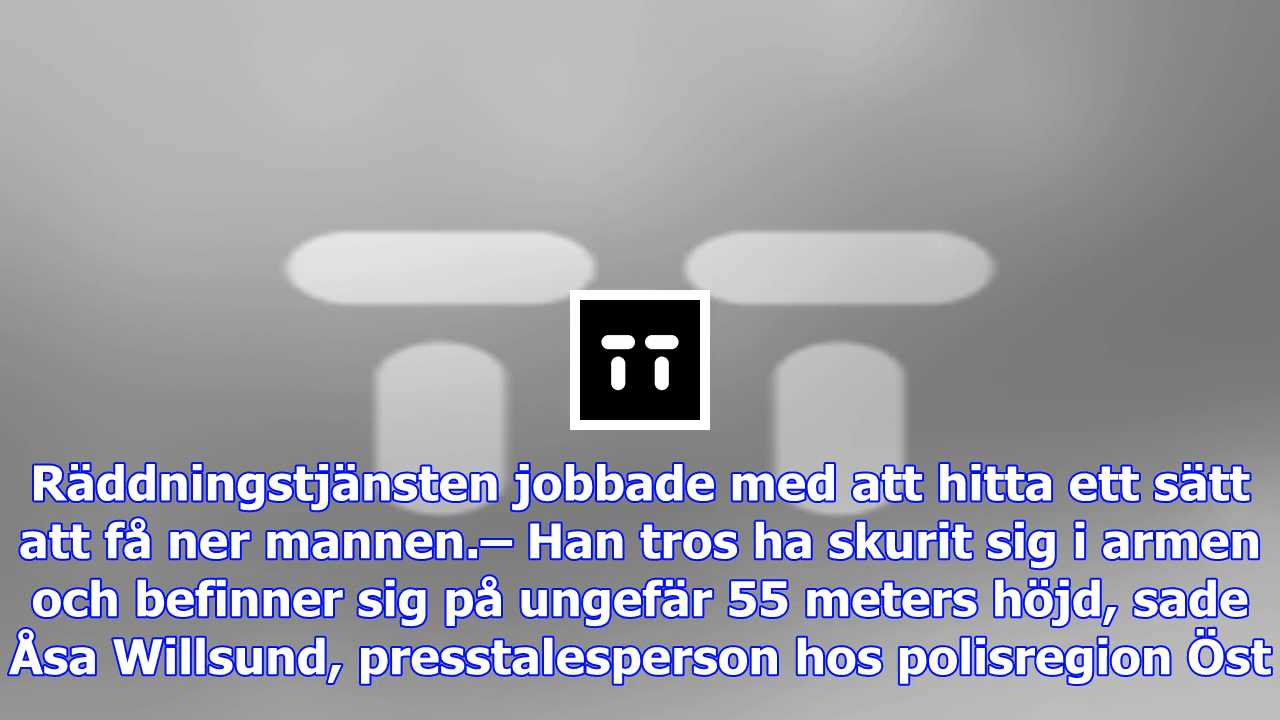 Räddningstjänsten jobbade med att hitta ett sätt
att få ner mannen.– Han tros ha skurit sig i armen
och befinner sig på ungefär 55 meters höjd, sade
Åsa Willsund, presstalesperson hos polisregion Öst